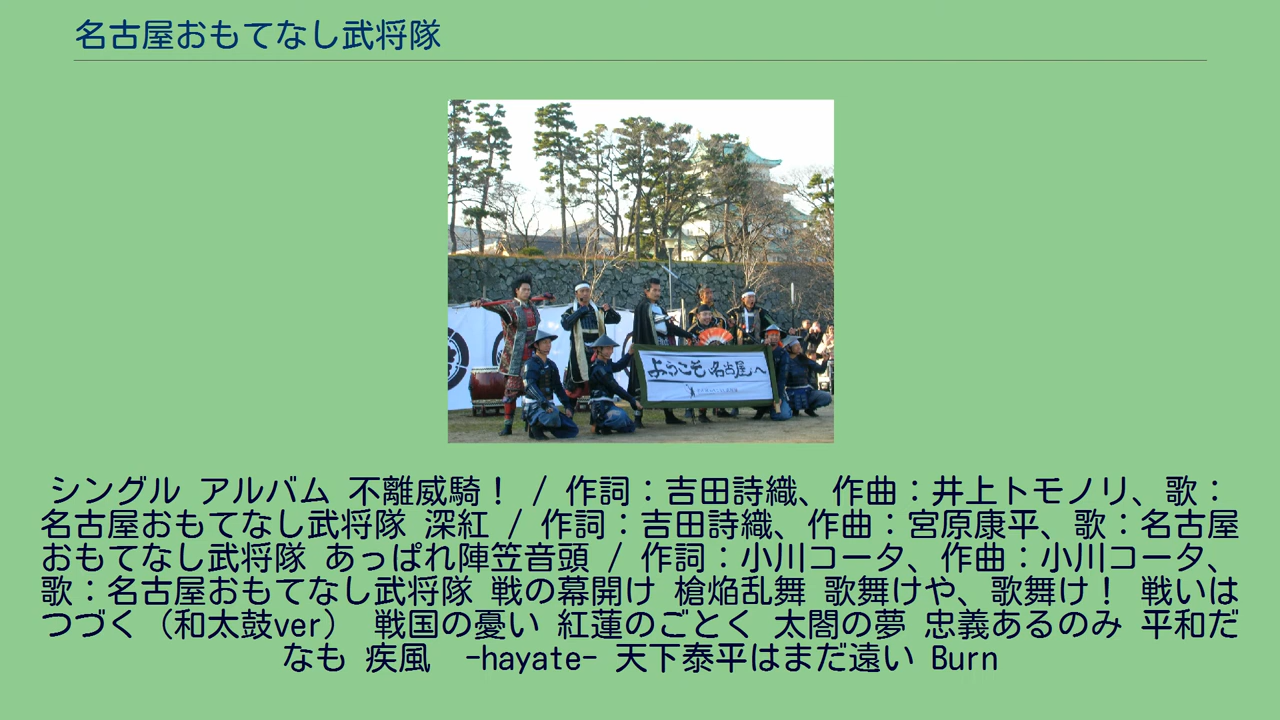 名古屋おもてなし武将隊
ようこそ名古屋へ
シングル アルバム 不離威騎！ / 作詞：吉田詩織、作曲：井上トモノリ、歌：
名古屋おもてなし武将隊 深紅 / 作詞：吉田詩織、作曲：宮原康平、歌：名古屋
おもてなし武将隊 あっぱれ陣笠音頭 / 作詞：小川コータ、作曲：小川コータ、
歌：名古屋おもてなし武将隊 戦の幕開け 槍焔乱舞 歌舞けや、歌舞け！ 戦いは
つづく（和太鼓ver） 戦国の憂い 紅蓮のごとく 太閤の夢 忠義あるのみ 平和だ
なも 疾風　-hayate- 天下泰平はまだ遠い Burn